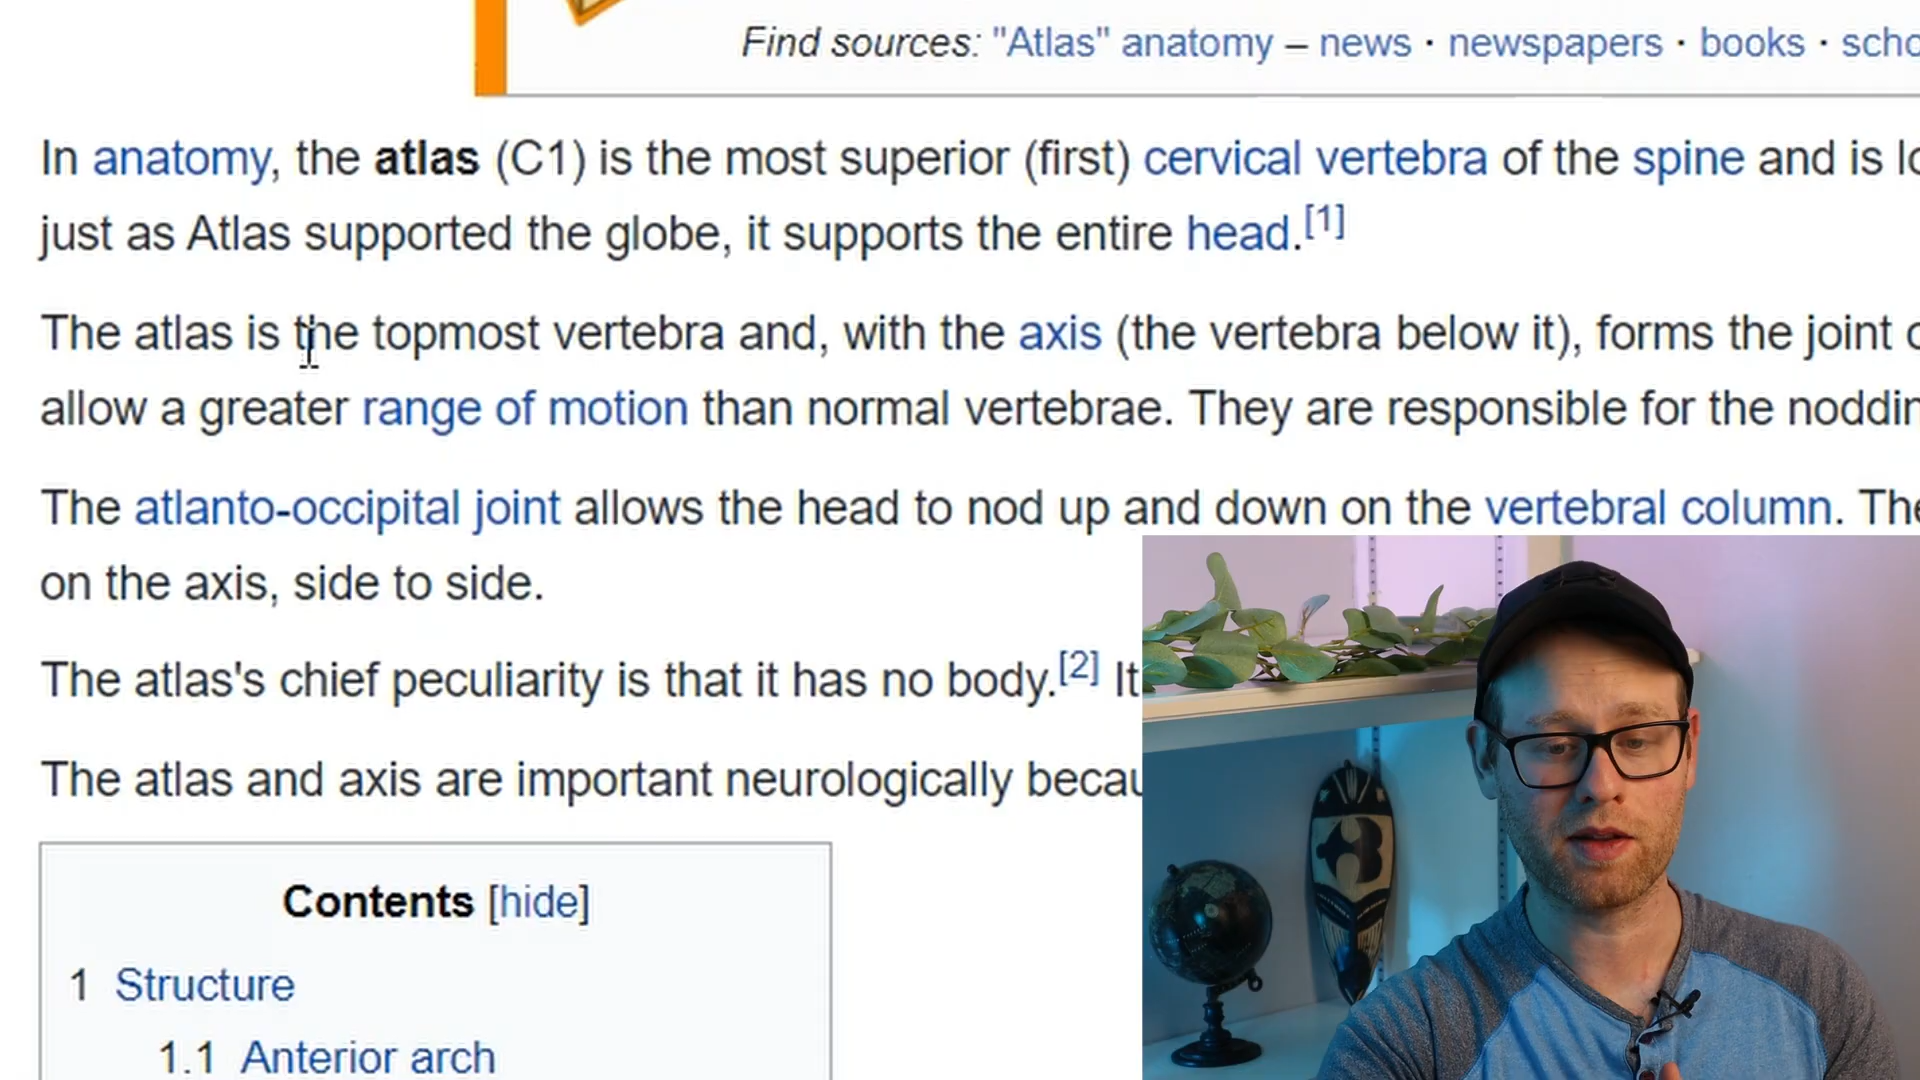 Find sources: "Atlas" anatomy – news · newspapers · books ·
In anatomy, the atlas (C1) is the most superior (first) cervical vertebra of the spine and is
just as Atlas supported the globe, it supports the entire head.[1]
The atlas is the topmost vertebra and, with the axis (the vertebra below it), forms the joint
allow a greater range of motion than normal vertebrae. They are responsible for the
The atlanto-occipital joint allows the head to nod up and down on the vertebral column.
on the axis, side to side.
The atlas's chief peculiarity is that it has no body.[2] It
The atlas and axis are important neurologically
Contents [hide]
1 Structure
1.1 Anterior arch